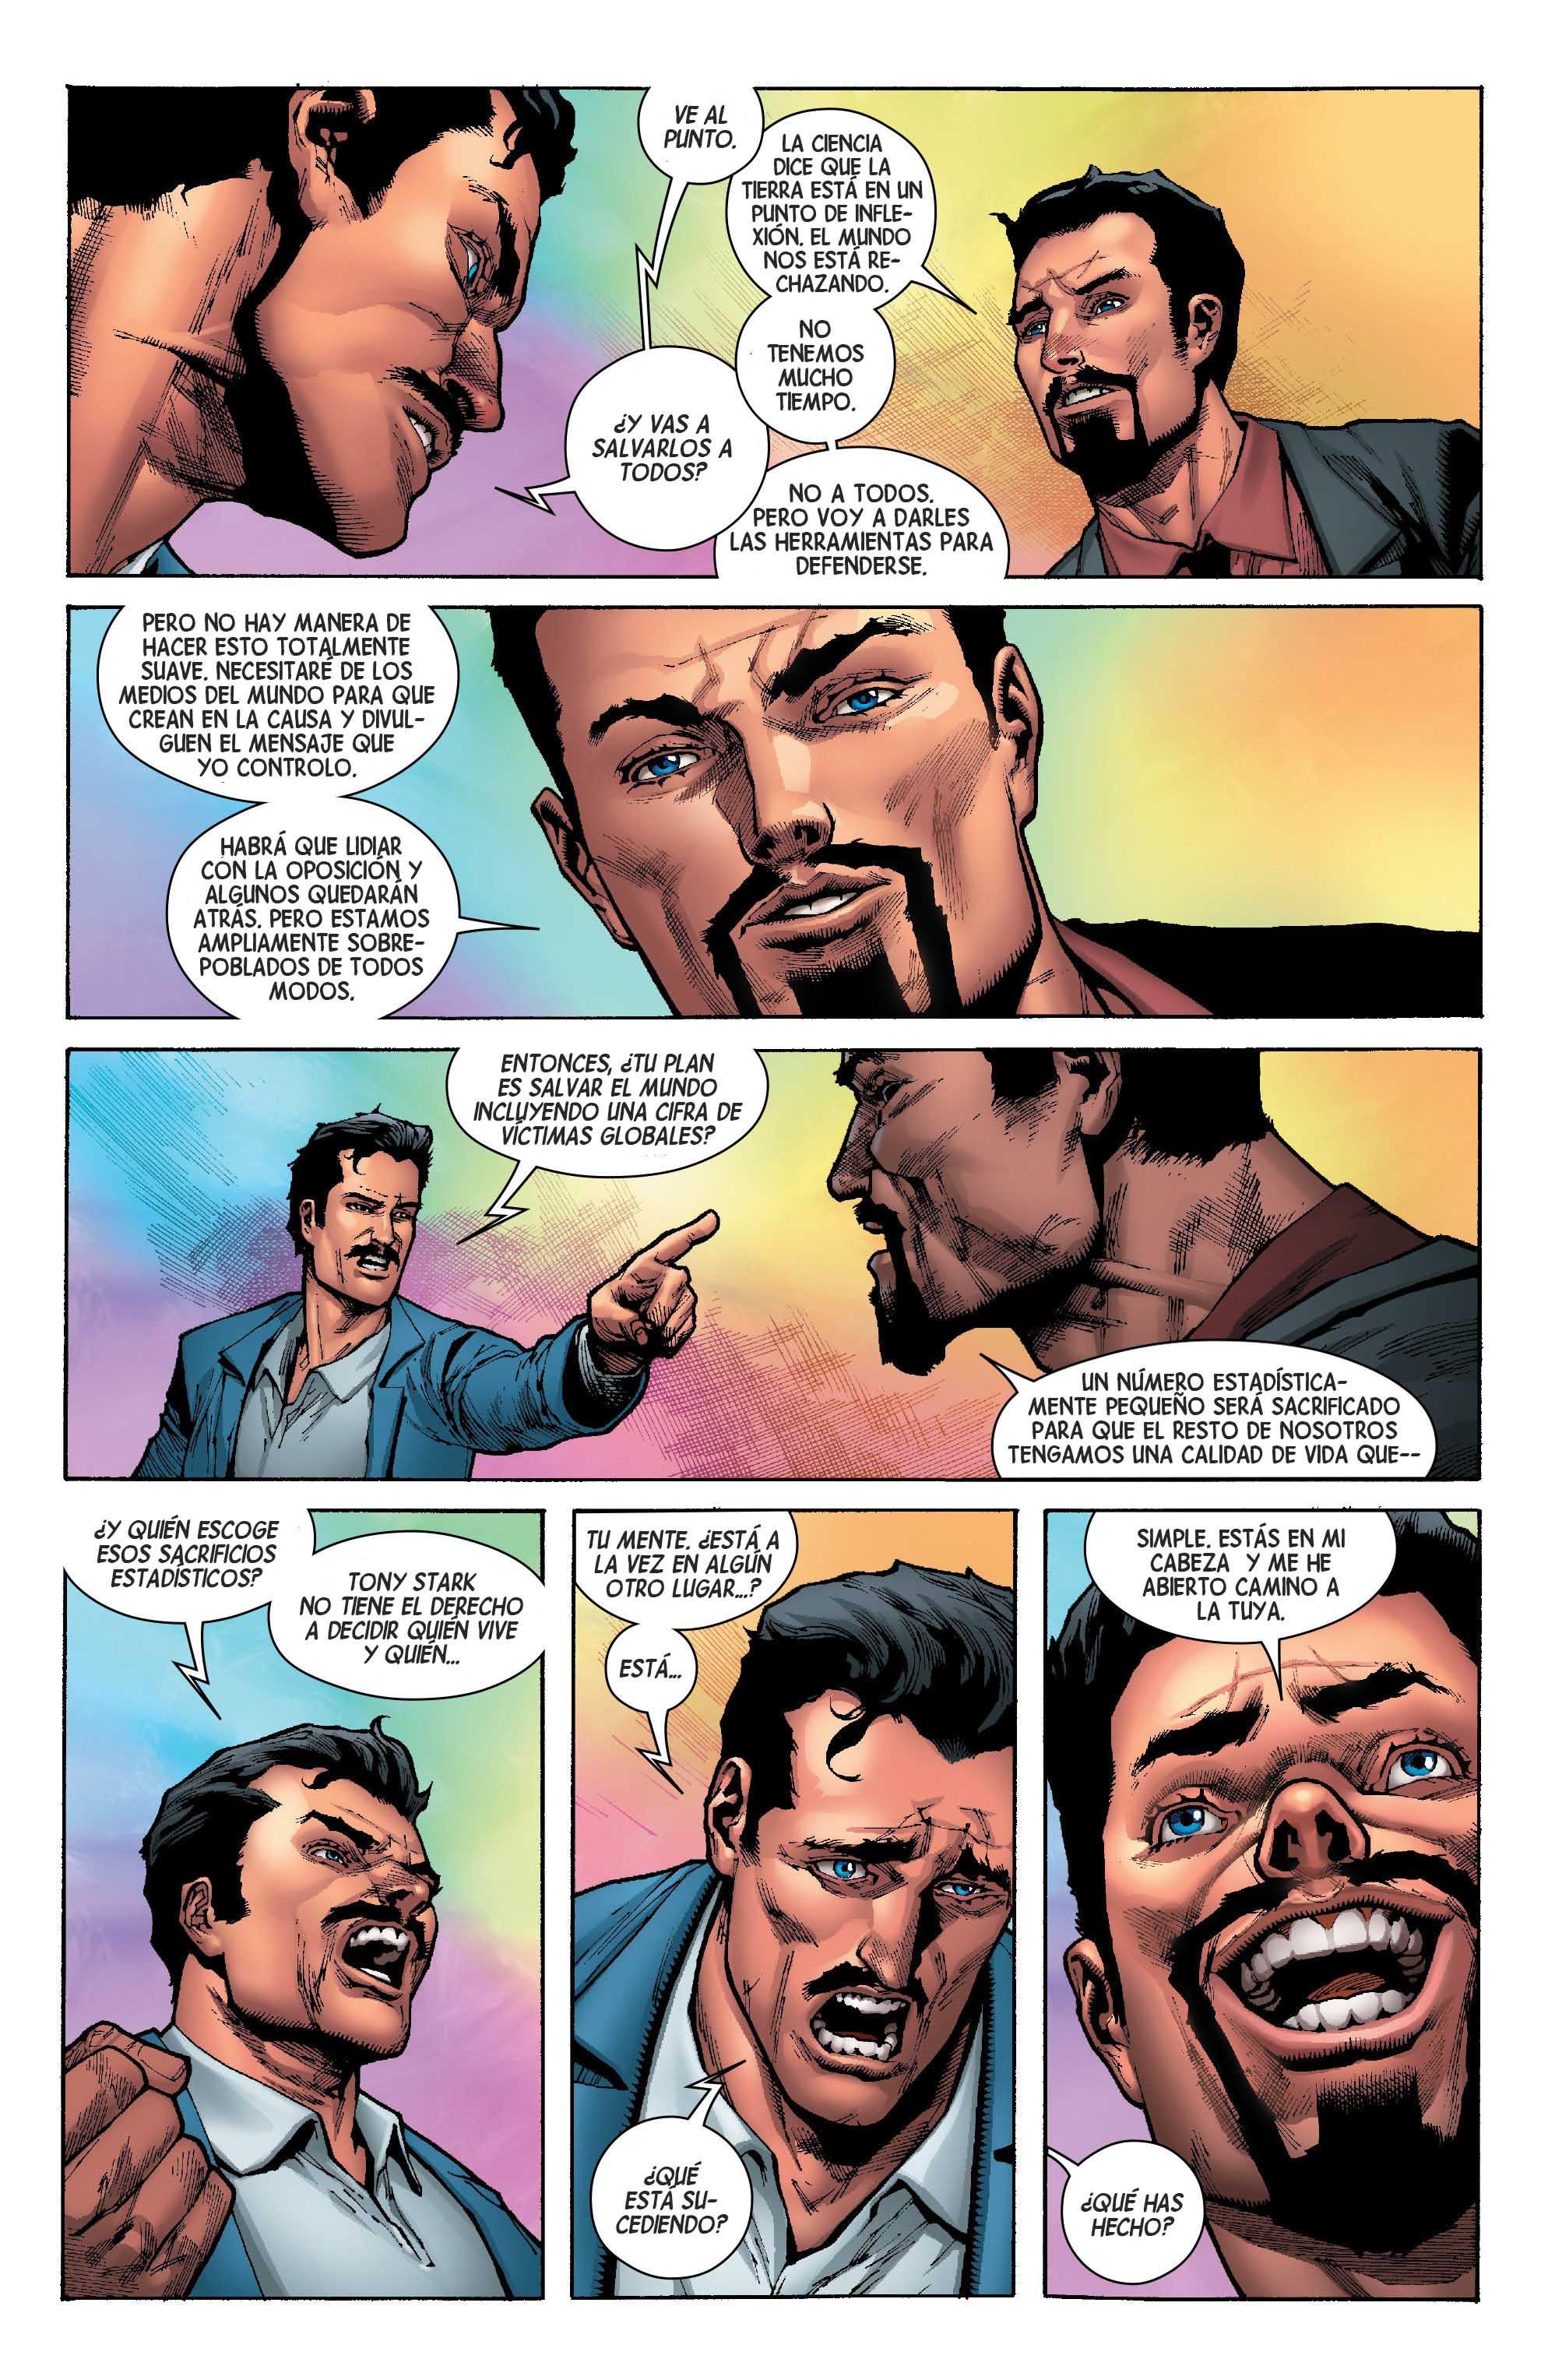 VE AL
PUNTO.
LA CIENCIA
DICE QUE LA
TIERRA ESTÁ EN UN
PUNTO DE INFLE-
XIÓN. EL MUNDO
NOS ESTÁ RE-
CHAZANDO.
NO
TENEMOS
MUCHO
TIEMPO.
¿Y VAS A
SALVARLOS A
TODOS?
NO A TODOS.
PERO VOY A DARLES
LAS HERRAMIENTAS PARA
DEFENDERSE.
PERO NO HAY MANERA DE
HACER ESTO TOTALMENTE
SUAVE. NECESITARÉ DE LOS
MEDIOS DEL MUNDO PARA QUE
CREAN EN LA CAUSA Y DIVUL-
GUEN EL MENSAJE QUE
YO CONTROLO.
HABRÁ QUE LIDIAR
CON LA OPOSICIÓN Y
ALGUNOS QUEDARÁN
ATRÁS. PERO ESTAMOS
AMPLIAMENTE SOBRE-
POBLADOS DE TODOS
MODOS.
ENTONCES, ¿TU PLAN
ES SALVAR EL MUNDO
INCLUYENDO UNA CIFRA DE
VÍCTIMAS GLOBALES?
UN NÚMERO ESTADÍSTICA-
MENTE PEQUEÑO SERÁ SACRIFICADO
PARA QUE EL RESTO DE NOSOTROS
TENGAMOS UNA CALIDAD DE VIDA QUE--
¿Y QUIÉN ESCOGE
ESOS SACRIFICIOS
ESTADÍSTICOS?
TONY STARK
NO TIENE EL DERECHO
A DECIDIR QUIÉN VIVE
Y QUIÉN...
TU MENTE. ¿ESTÁ A
LA VEZ EN ALGÚN
OTRO LUGAR...?
ESTÁ...
¿QUÉ
ESTÁ SU-
CEDIENDO?
SIMPLE. ESTÁS EN MI
CABEZA Y ME HE
ABIERTO CAMINO A
LA TUYA.
¿QUÉ HAS
HECHO?